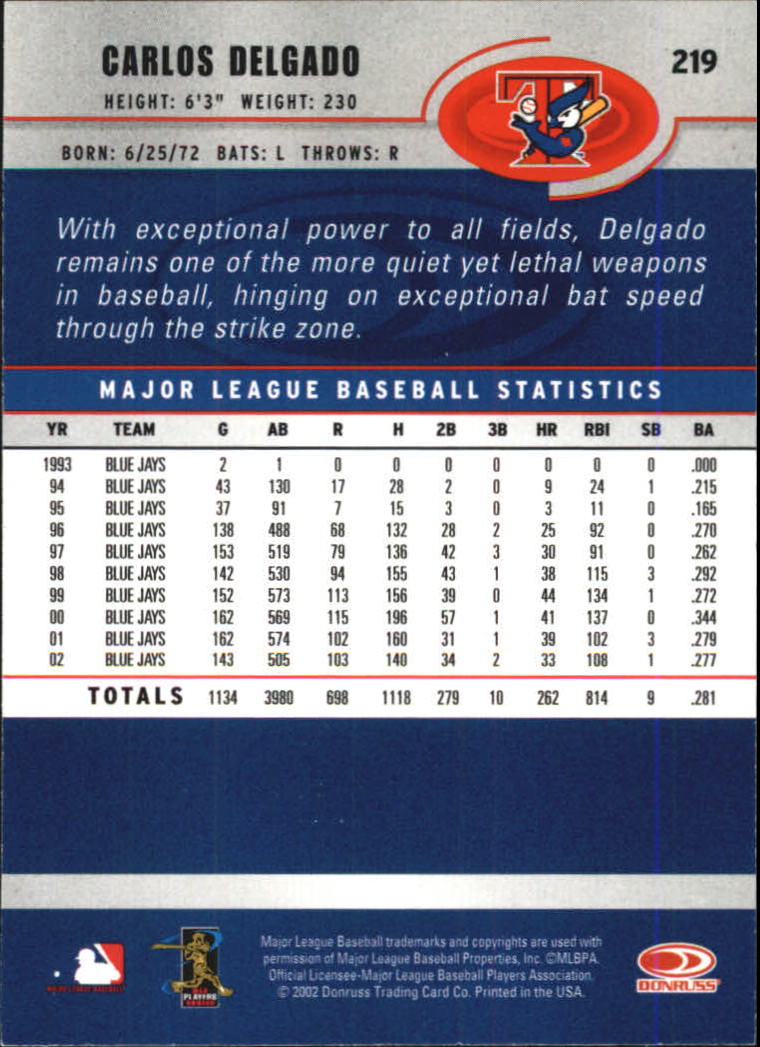 CARLOS DELGADO
219
HEIGHT: 6'3" WEIGHT: 230
T
BORN: 6/25/72 BATS: L THROWS: R
With exceptional power to all fields, Delgado
remains one of the more quiet yet lethal weapons
in baseball, hinging on exceptional bat speed
through the strike zone.
MAJOR LEAGUE BASEBALL STATISTICS
YR TEAM G AB R H 2B 3B HR RBI SB BA
1993 BLUE JAYS 2 1 0 0 0 0 0 0 0 .000
94 BLUE JAYS 43 130 17 28 2 0 9 24 1 .215
95 BLUE JAYS 37 91 7 15 3 0 3 11 0 .165
96 BLUE JAYS 138 488 68 132 28 2 25 92 0 .270
97 BLUE JAYS 153 519 79 136 42 3 30 91 0 .262
98 BLUE JAYS 142 530 94 155 43 1 38 115 3 .292
99 BLUE JAYS 152 573 113 156 39 0 44 134 1 .272
00 BLUE JAYS 162 569 115 196 57 1 41 137 0 .344
01 BLUE JAYS 162 574 102 160 31 1 39 102 3 .279
02 BLUE JAYS 143 505 103 140 34 2 33 108 1 .277
TOTALS 1134 3980 698 1118 279 10 262 814 9 .281
Major League Baseball trademarks and copyrights are used with
permission of Major League Baseball Properties, Inc. ©MLBPA
Official Licensee-Major League Baseball Players Association.
© 2002 Donruss Trading Card Co. Printed in the USA.
MAJOR LEAGUE BASEBALL
MLB
PLAYERS
CHOICE
DONRUSS